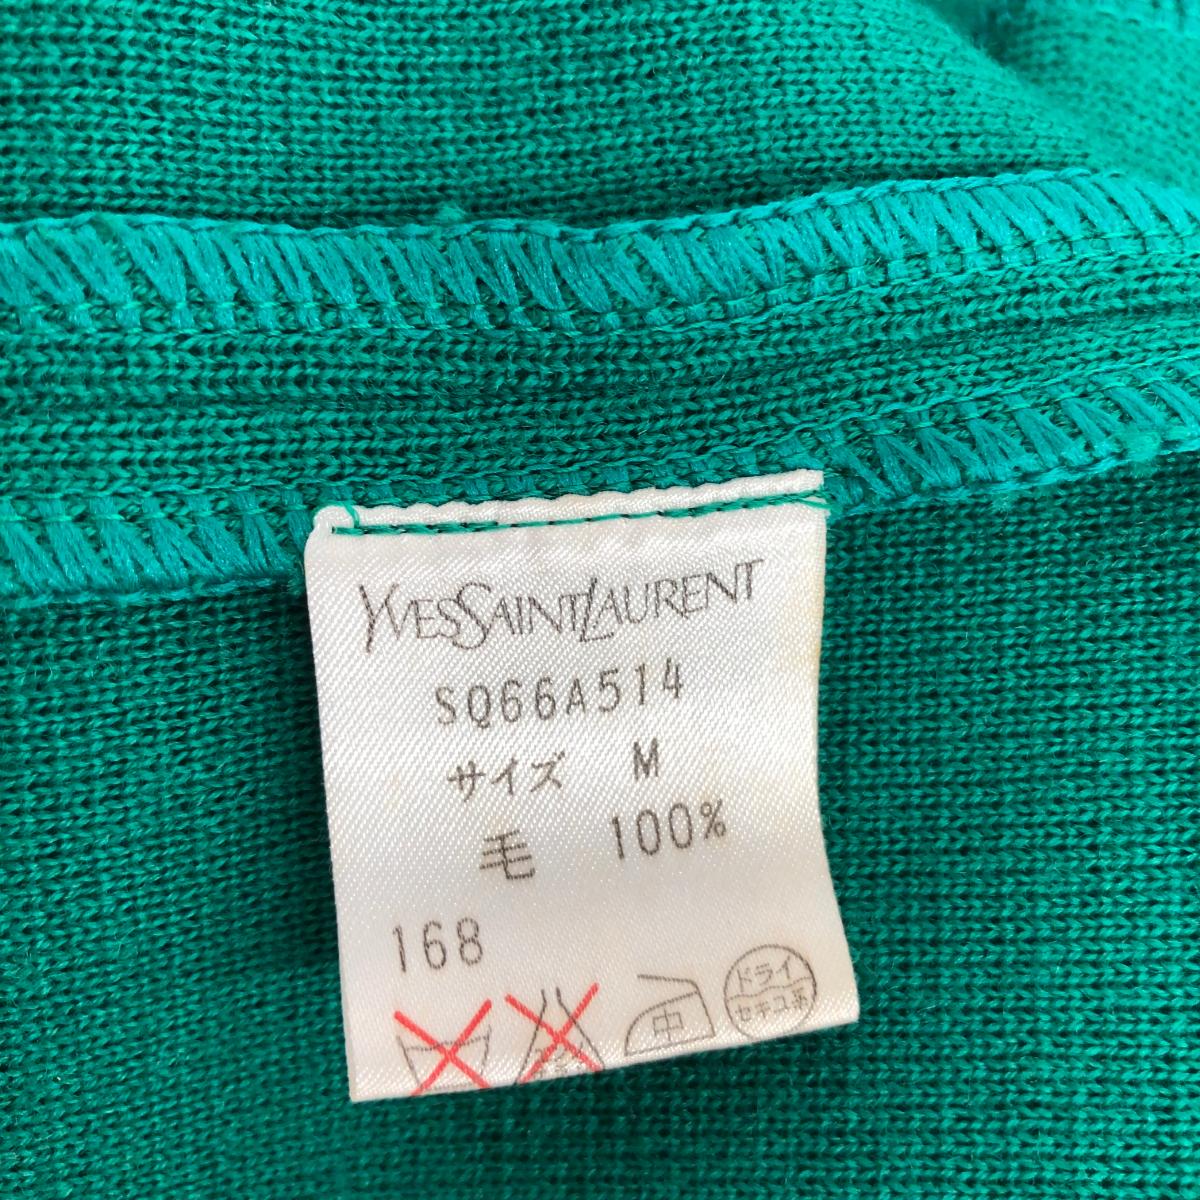 YVESSAINTLAURENT
SQ66A514
サイズ M
毛 100%
168
中
ドライ
セキユ系